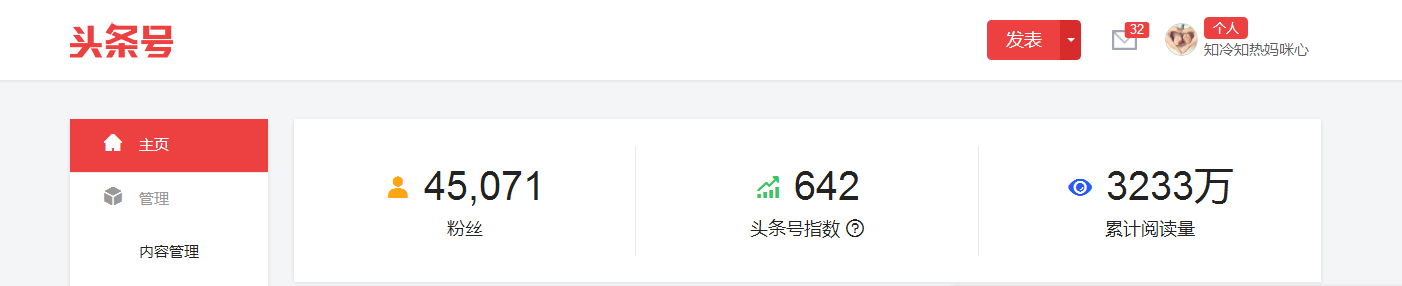 头条号
发表
32
个人
知冷知热妈咪心
主页
管理
内容管理
45,071
粉丝
642
头条号指数
3233万
累计阅读量